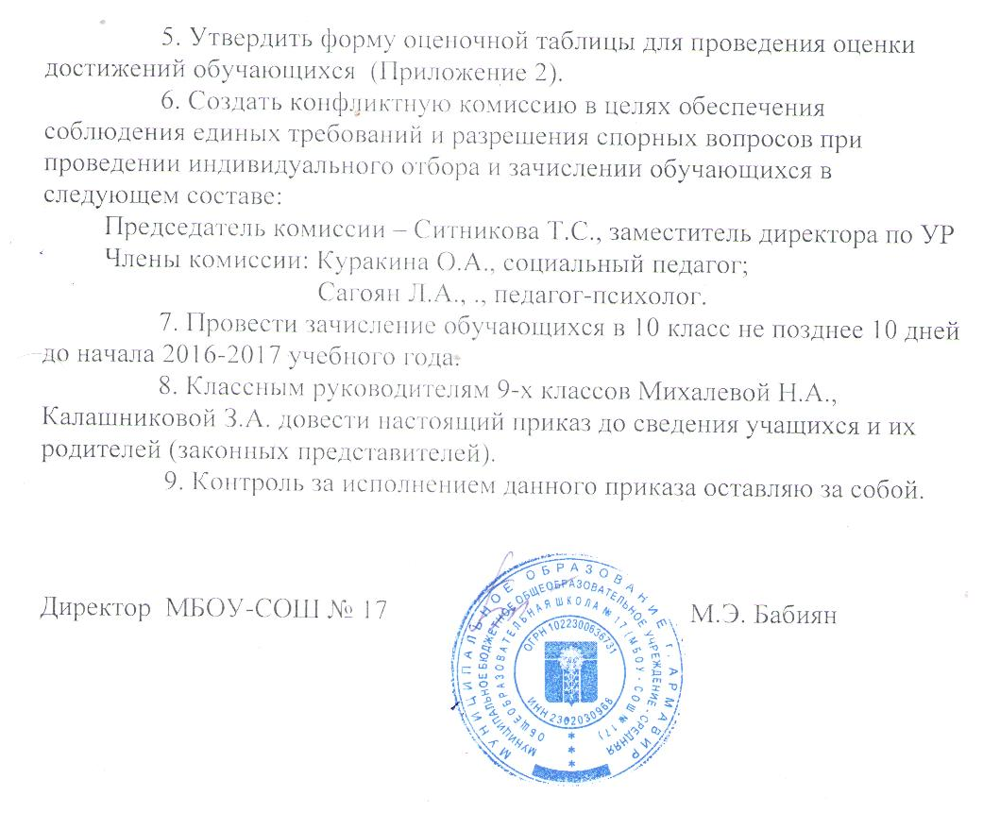 5. Утвердить форму оценочной таблицы для проведения оценки
достижений обучающихся (Приложение 2).
6. Создать конфликтную комиссию в целях обеспечения
соблюдения единых требований и разрешения спорных вопросов при
проведении индивидуального отбора и зачислении обучающихся в
следующем составе:
Председатель комиссии – Ситникова Т.С., заместитель директора по УР
Члены комиссии: Куракина О.А., социальный педагог;
Сагоян Л.А., ., педагог-психолог.
7. Провести зачисление обучающихся в 10 класс не позднее 10 дней
до начала 2016-2017 учебного года.
8. Классным руководителям 9-х классов Михалевой Н.А.,
Калашниковой З.А. довести настоящий приказ до сведения учащихся и их
родителей (законных представителей).
9. Контроль за исполнением данного приказа оставляю за собой.
Директор МБОУ-СОШ № 17 М.Э. Бабиян
МУНИЦИПАЛЬНОЕ ОБРАЗОВАНИЕ г. АРМАВИР
МУНИЦИПАЛЬНОЕ БЮДЖЕТНОЕ ОБЩЕОБРАЗОВАТЕЛЬНОЕ УЧРЕЖДЕНИЕ - СРЕДНЯЯ
ОБЩЕОБРАЗОВАТЕЛЬНАЯ ШКОЛА № 17 (МБОУ - СОШ № 17)
ОГРН 1022300636731
ИНН 2302030968